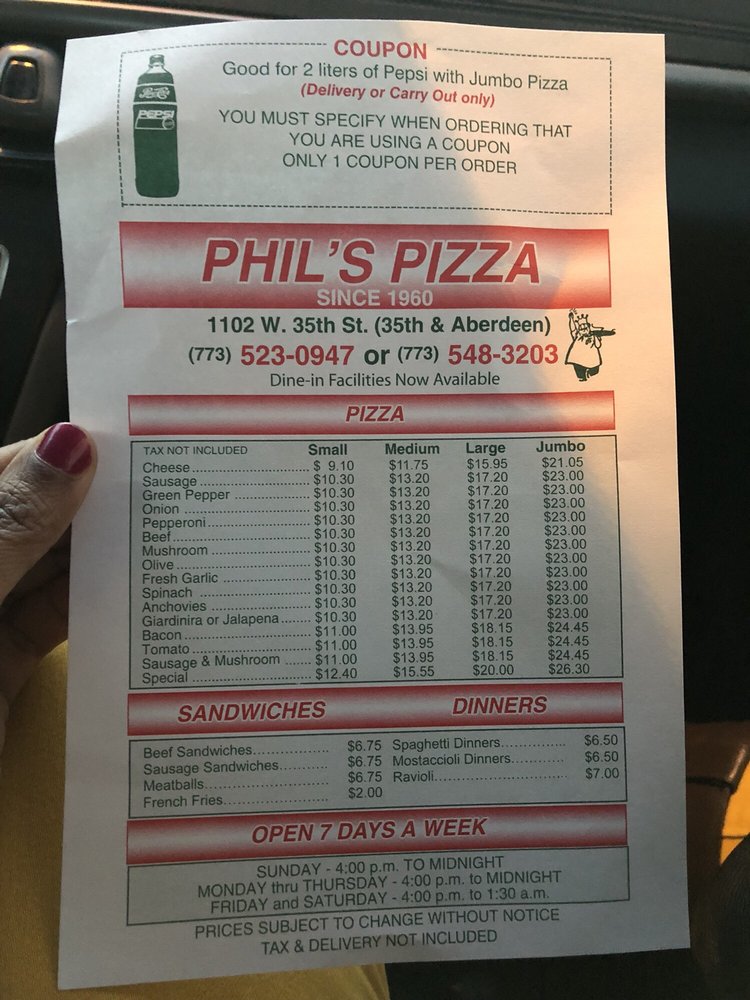 COUPON
Good for 2 liters of Pepsi with Jumbo Pizza
(Delivery or Carry Out only)
PEPSI
YOU MUST SPECIFY WHEN ORDERING THAT
YOU ARE USING A COUPON
ONLY 1 COUPON PER ORDER
PHIL'S PIZZA
SINCE 1960
1102 W. 35th St. (35th & Aberdeen)
(773) 523-0947 or (773) 548-3203
Dine-in Facilities Now Available
PIZZA
TAX NOT INCLUDED Small Medium Large Jumbo
Cheese $ 9.10 $11.75 $15.95 $21.05
Sausage $10.30 $13.20 $17.20 $23.00
Green Pepper $10.30 $13.20 $17.20 $23.00
Onion $10.30 $13.20 $17.20 $23.00
Pepperoni $10.30 $13.20 $17.20 $23.00
Beef $10.30 $13.20 $17.20 $23.00
Mushroom $10.30 $13.20 $17.20 $23.00
Olive $10.30 $13.20 $17.20 $23.00
Fresh Garlic $10.30 $13.20 $17.20 $23.00
Spinach $10.30 $13.20 $17.20 $23.00
Anchovies $10.30 $13.20 $17.20 $23.00
Giardinira or Jalapena $10.30 $13.20 $17.20 $23.00
Bacon $11.00 $13.95 $18.15 $24.45
Tomato $11.00 $13.95 $18.15 $24.45
Sausage & Mushroom $11.00 $13.95 $18.15 $24.45
Special $12.40 $15.55 $20.00 $26.30
SANDWICHES DINNERS
Beef Sandwiches $6.75 Spaghetti Dinners $6.50
Sausage Sandwiches $6.75 Mostaccioli Dinners $6.50
Meatballs $6.75 Ravioli $7.00
French Fries $2.00
OPEN 7 DAYS A WEEK
SUNDAY - 4:00 p.m. TO MIDNIGHT
MONDAY thru THURSDAY - 4:00 p.m. to MIDNIGHT
FRIDAY and SATURDAY - 4:00 p.m. to 1:30 a.m.
PRICES SUBJECT TO CHANGE WITHOUT NOTICE
TAX & DELIVERY NOT INCLUDED